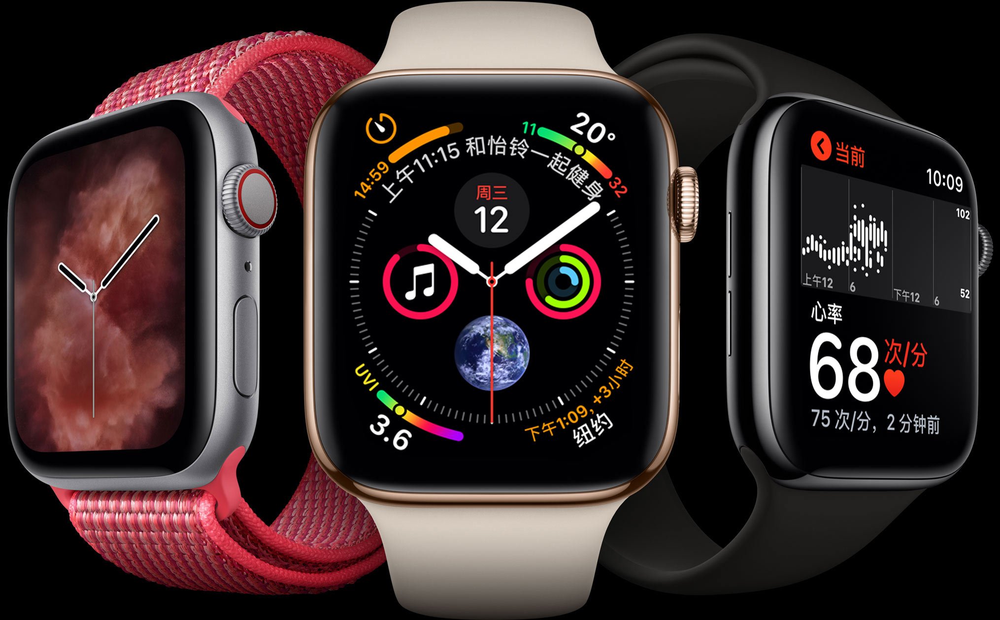 14:59
上午11:15 和怡铃一起健身
11
20°
32
周三
12
UVI
3.6
下午1:09, +3小时
纽约
当前
10:09
102
52
上午12
6
下午12
6
心率
68 次/分
75 次/分，2 分钟前